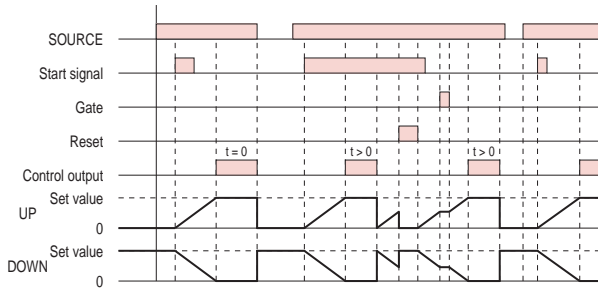 SOURCE
Start signal
Gate
Reset
t = 0
t > 0
t > 0
Control output
Set value
UP
0
Set value
DOWN
0